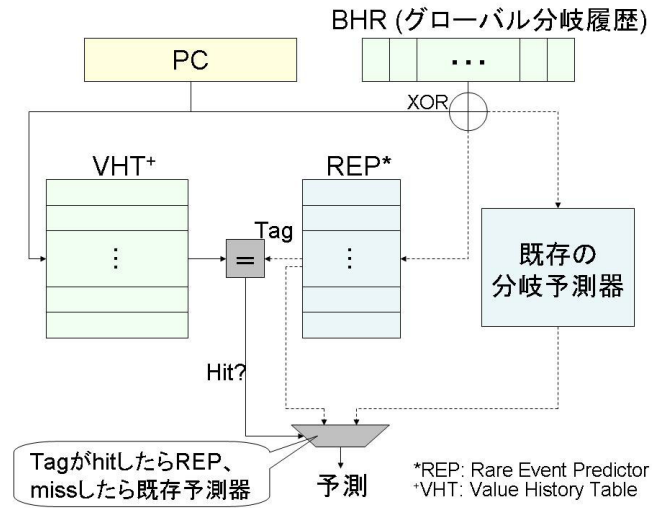 BHR (グローバル分岐履歴)
PC
...
XOR
VHT+
REP*
Tag
=
⋮
⋮
既存の
分岐予測器
Hit?
TagがhitしたらREP、
missしたら既存予測器
予測
*REP: Rare Event Predictor
+VHT: Value History Table